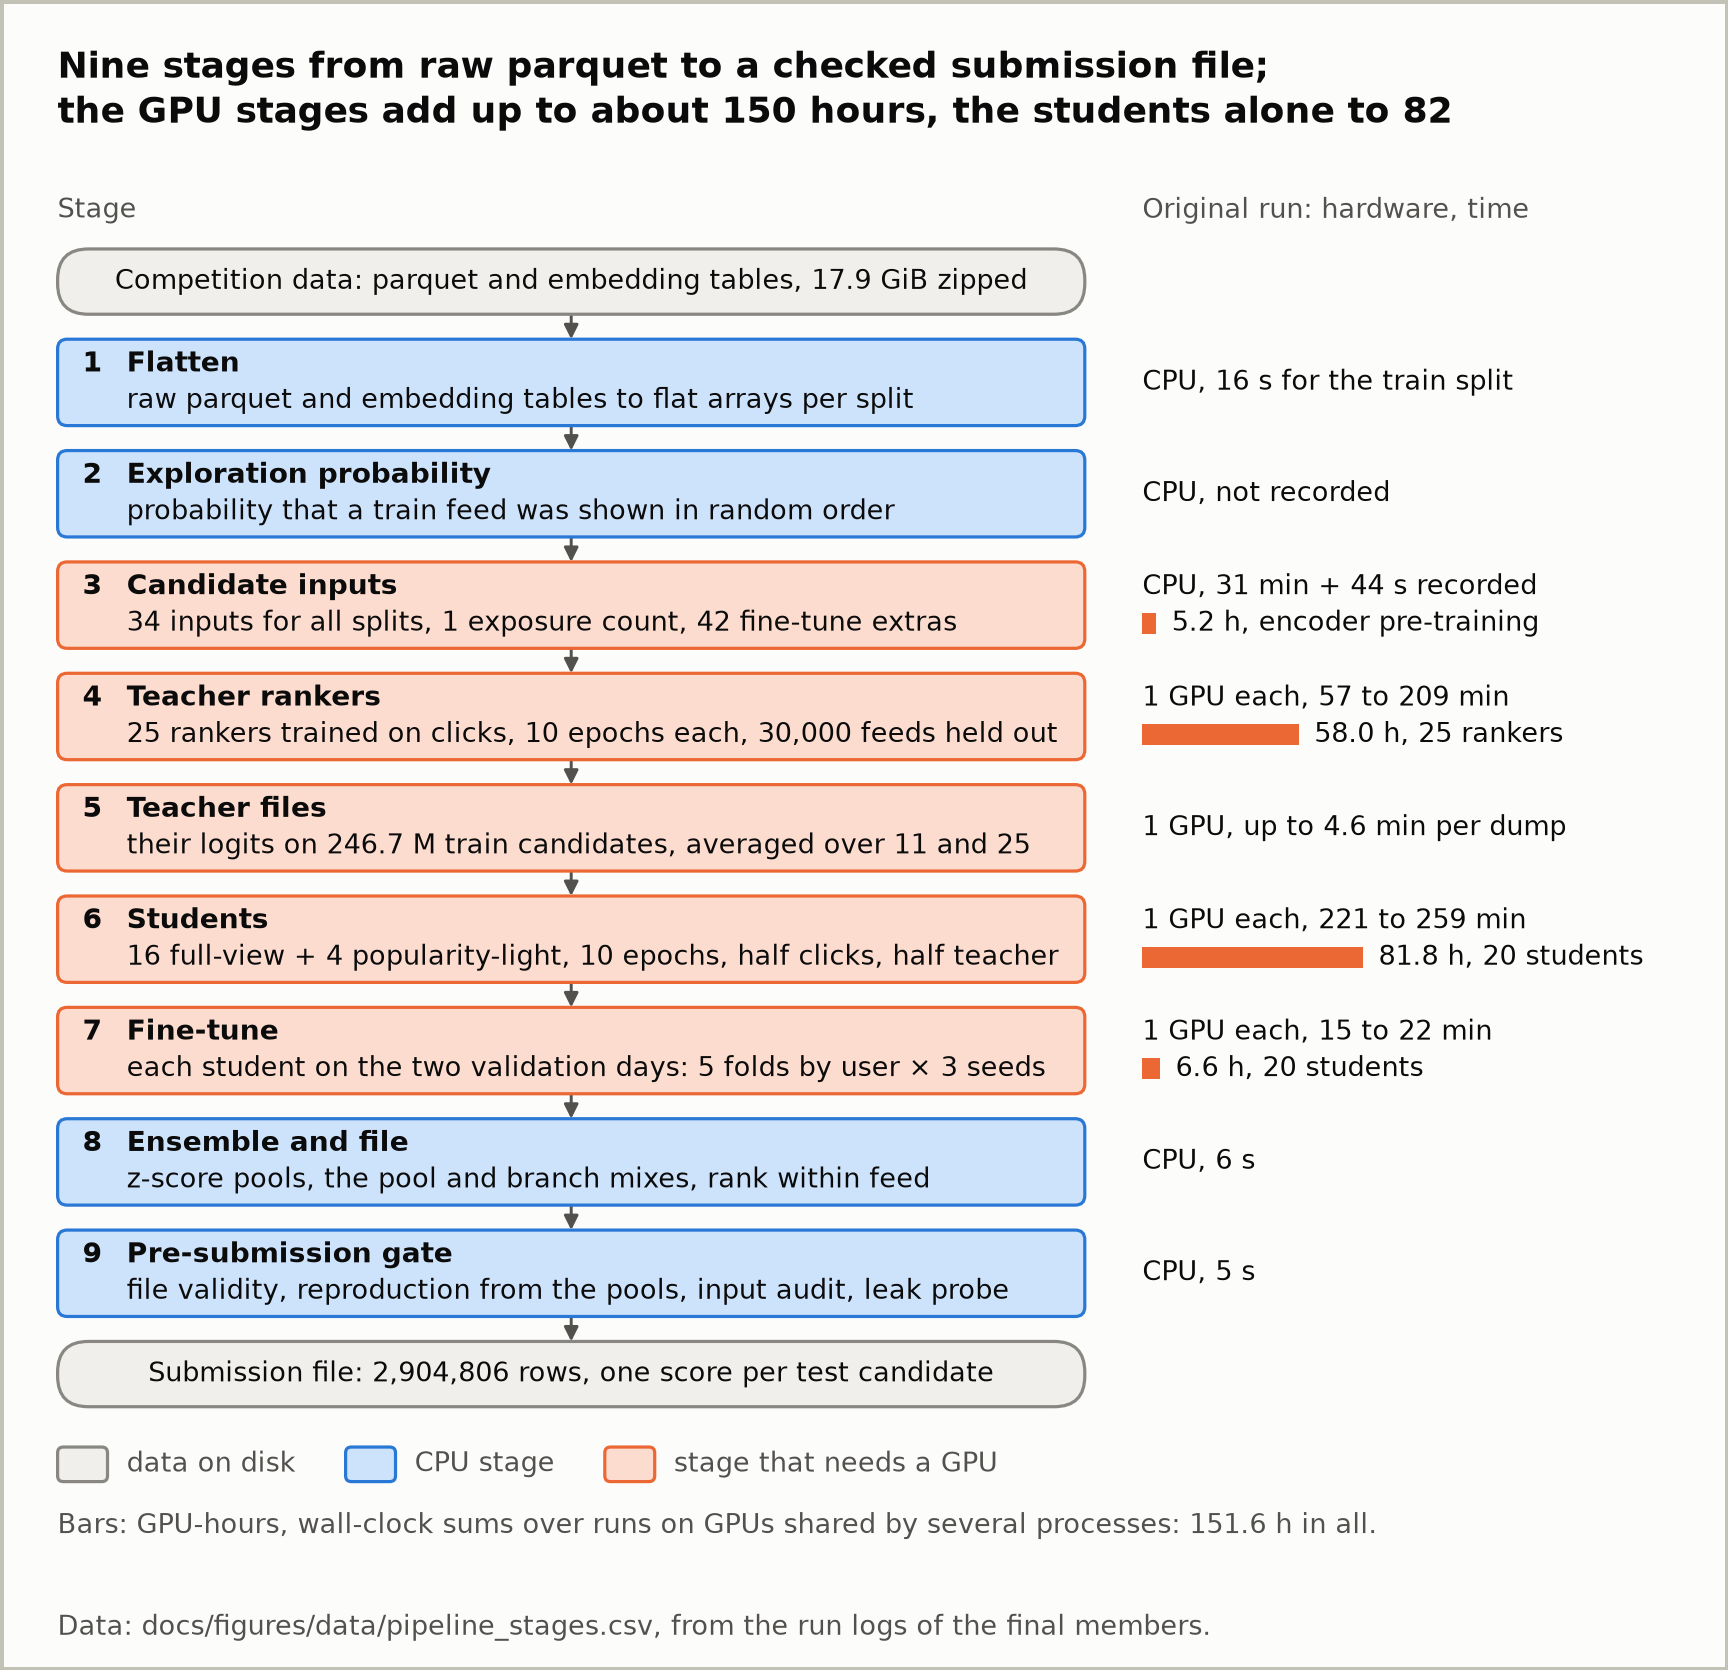 Nine stages from raw parquet to a checked submission file;
the GPU stages add up to about 150 hours, the students alone to 82
Stage
Original run: hardware, time
Competition data: parquet and embedding tables, 17.9 GiB zipped
1 Flatten
raw parquet and embedding tables to flat arrays per split
CPU, 16 s for the train split
2 Exploration probability
probability that a train feed was shown in random order
CPU, not recorded
3 Candidate inputs
34 inputs for all splits, 1 exposure count, 42 fine-tune extras
CPU, 31 min + 44 s recorded
5.2 h, encoder pre-training
4 Teacher rankers
25 rankers trained on clicks, 10 epochs each, 30,000 feeds held out
1 GPU each, 57 to 209 min
58.0 h, 25 rankers
5 Teacher files
their logits on 246.7 M train candidates, averaged over 11 and 25
1 GPU, up to 4.6 min per dump
6 Students
16 full-view + 4 popularity-light, 10 epochs, half clicks, half teacher
1 GPU each, 221 to 259 min
81.8 h, 20 students
7 Fine-tune
each student on the two validation days: 5 folds by user × 3 seeds
1 GPU each, 15 to 22 min
6.6 h, 20 students
8 Ensemble and file
z-score pools, the pool and branch mixes, rank within feed
CPU, 6 s
9 Pre-submission gate
file validity, reproduction from the pools, input audit, leak probe
CPU, 5 s
Submission file: 2,904,806 rows, one score per test candidate
data on disk
CPU stage
stage that needs a GPU
Bars: GPU-hours, wall-clock sums over runs on GPUs shared by several processes: 151.6 h in all.
Data: docs/figures/data/pipeline_stages.csv, from the run logs of the final members.